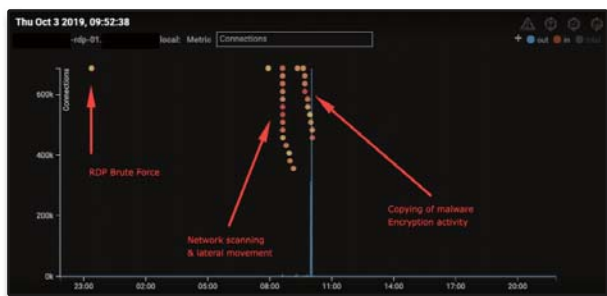 Thu Oct 3 2019, 09:52:38
-rdp-01.
local: Metric Connections
+ out in
Connections
600k
400k
200k
0k
RDP Brute Force
Network scanning
& lateral movement
Copying of malware
Encryption activity
23:00 02:00 05:00 08:00 11:00 14:00 17:00 20:00